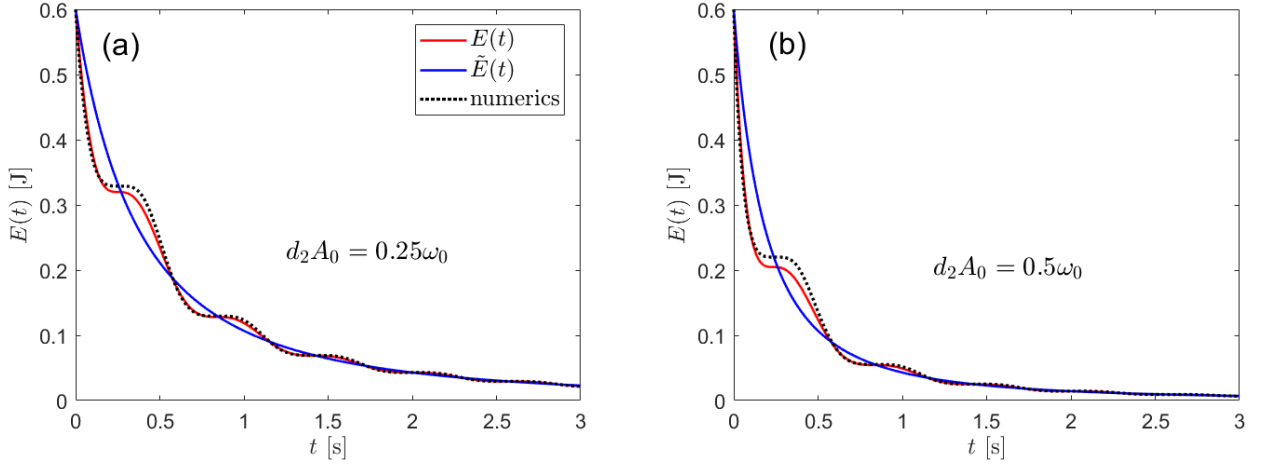 0.6
0.5
0.4
0.3
0.2
0.1
0
E(t) [J]
(a)
E(t)
Ẽ(t)
numerics
d₂A₀ = 0.25ω₀
0 0.5 1 1.5 2 2.5 3
t [s]
0.6
0.5
0.4
0.3
0.2
0.1
0
E(t) [J]
(b)
d₂A₀ = 0.5ω₀
0 0.5 1 1.5 2 2.5 3
t [s]